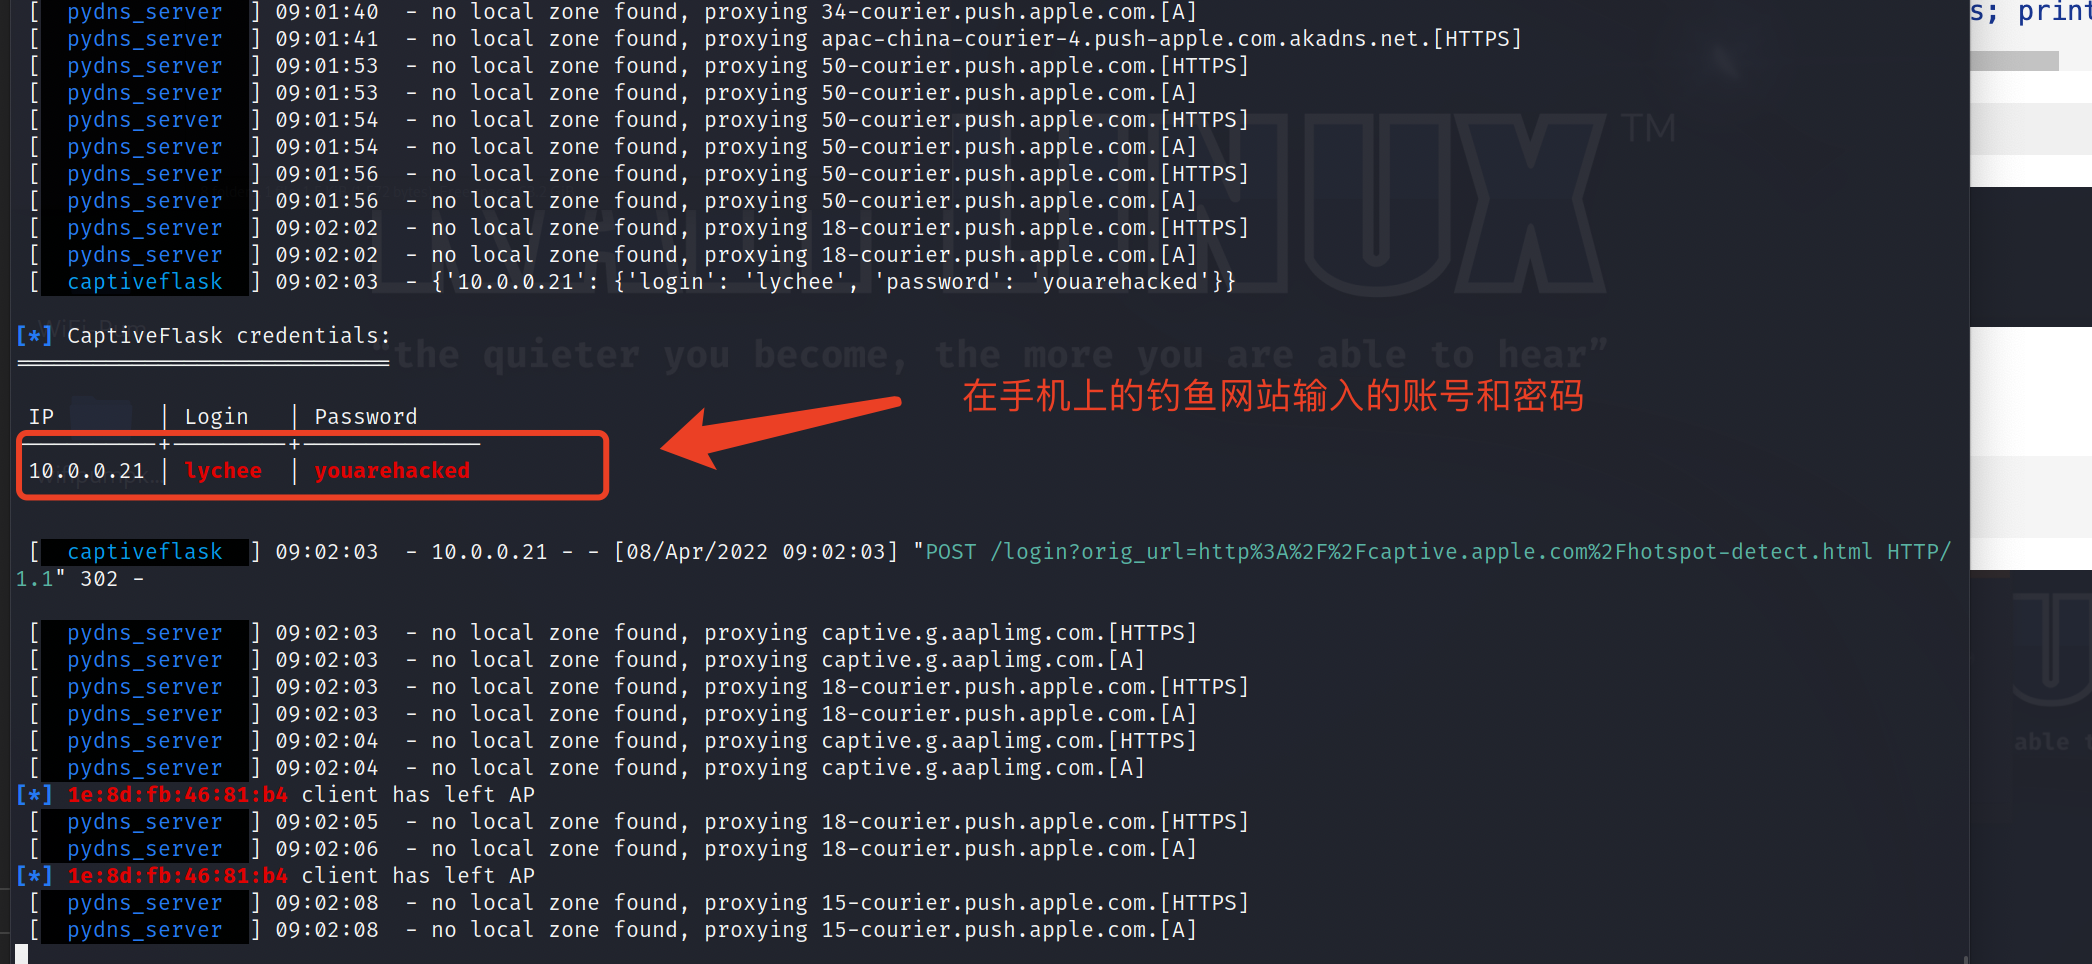 [ pydns_server ] 09:01:40 - no local zone found, proxying 34-courier.push.apple.com.[A]
s; print
[ pydns_server ] 09:01:41 - no local zone found, proxying apac-china-courier-4.push-apple.com.akadns.net.[HTTPS]
[ pydns_server ] 09:01:53 - no local zone found, proxying 50-courier.push.apple.com.[HTTPS]
[ pydns_server ] 09:01:53 - no local zone found, proxying 50-courier.push.apple.com.[A]
[ pydns_server ] 09:01:54 - no local zone found, proxying 50-courier.push.apple.com.[HTTPS]
TM
[ pydns_server ] 09:01:54 - no local zone found, proxying 50-courier.push.apple.com.[A]
[ pydns_server ] 09:01:56 - no local zone found, proxying 50-courier.push.apple.com.[HTTPS]
[ pydns_server ] 09:01:56 - no local zone found, proxying 50-courier.push.apple.com.[A]
KALI LINUX
[ pydns_server ] 09:02:02 - no local zone found, proxying 18-courier.push.apple.com.[HTTPS]
[ pydns_server ] 09:02:02 - no local zone found, proxying 18-courier.push.apple.com.[A]
[ captiveflask ] 09:02:03 - {'10.0.0.21': {'login': 'lychee', 'password': 'youarehacked'}}
[*] CaptiveFlask credentials:
"the quieter you become, the more you are able to hear"
在手机上的钓鱼网站输入的账号和密码
IP | Login | Password
10.0.0.21 | lychee | youarehacked
[ captiveflask ] 09:02:03 - 10.0.0.21 - - [08/Apr/2022 09:02:03] "POST /login?orig_url=http%3A%2F%2Fcaptive.apple.com%2Fhotspot-detect.html HTTP/
1.1" 302 -
[ pydns_server ] 09:02:03 - no local zone found, proxying captive.g.aaplimg.com.[HTTPS]
[ pydns_server ] 09:02:03 - no local zone found, proxying captive.g.aaplimg.com.[A]
[ pydns_server ] 09:02:03 - no local zone found, proxying 18-courier.push.apple.com.[HTTPS]
[ pydns_server ] 09:02:03 - no local zone found, proxying 18-courier.push.apple.com.[A]
[ pydns_server ] 09:02:04 - no local zone found, proxying captive.g.aaplimg.com.[HTTPS]
able
[ pydns_server ] 09:02:04 - no local zone found, proxying captive.g.aaplimg.com.[A]
[*] 1e:8d:fb:46:81:b4 client has left AP
[ pydns_server ] 09:02:05 - no local zone found, proxying 18-courier.push.apple.com.[HTTPS]
[ pydns_server ] 09:02:06 - no local zone found, proxying 18-courier.push.apple.com.[A]
[*] 1e:8d:fb:46:81:b4 client has left AP
[ pydns_server ] 09:02:08 - no local zone found, proxying 15-courier.push.apple.com.[HTTPS]
[ pydns_server ] 09:02:08 - no local zone found, proxying 15-courier.push.apple.com.[A]